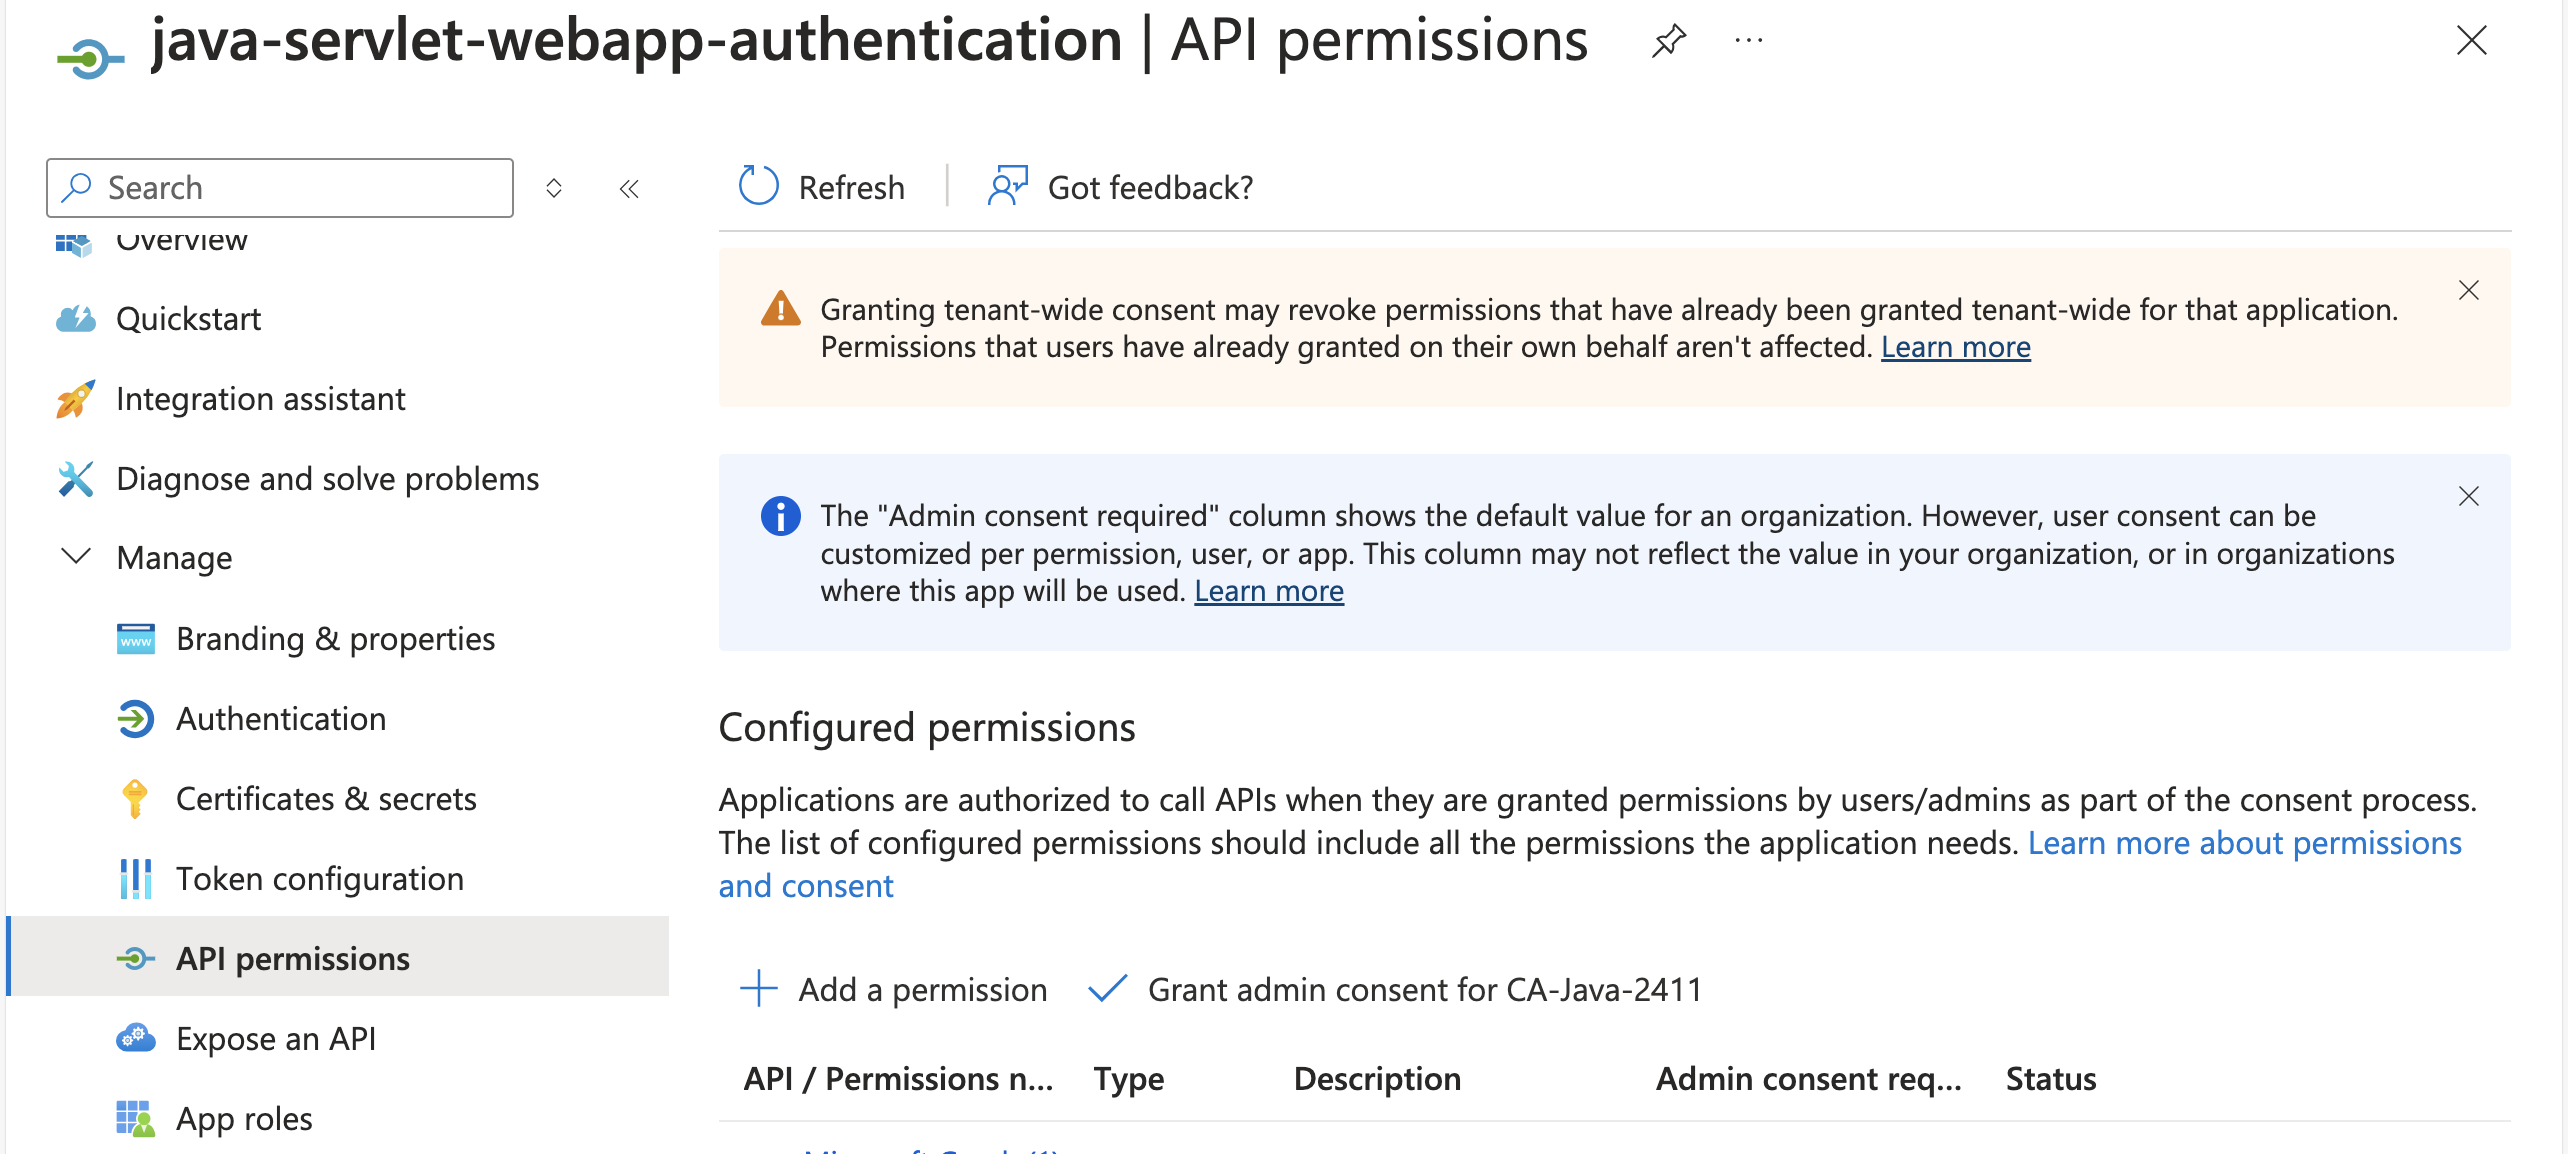 java-servlet-webapp-authentication | API permissions
Search
Overview
Quickstart
Integration assistant
Diagnose and solve problems
Manage
Branding & properties
Authentication
Certificates & secrets
Token configuration
API permissions
Expose an API
App roles
Refresh
Got feedback?
Granting tenant-wide consent may revoke permissions that have already been granted tenant-wide for that application.
Permissions that users have already granted on their own behalf aren't affected. Learn more
The "Admin consent required" column shows the default value for an organization. However, user consent can be
customized per permission, user, or app. This column may not reflect the value in your organization, or in organizations
where this app will be used. Learn more
Configured permissions
Applications are authorized to call APIs when they are granted permissions by users/admins as part of the consent process.
The list of configured permissions should include all the permissions the application needs. Learn more about permissions
and consent
Add a permission
Grant admin consent for CA-Java-2411
API / Permissions n... Type Description Admin consent req... Status
Microsoft Graph (1)